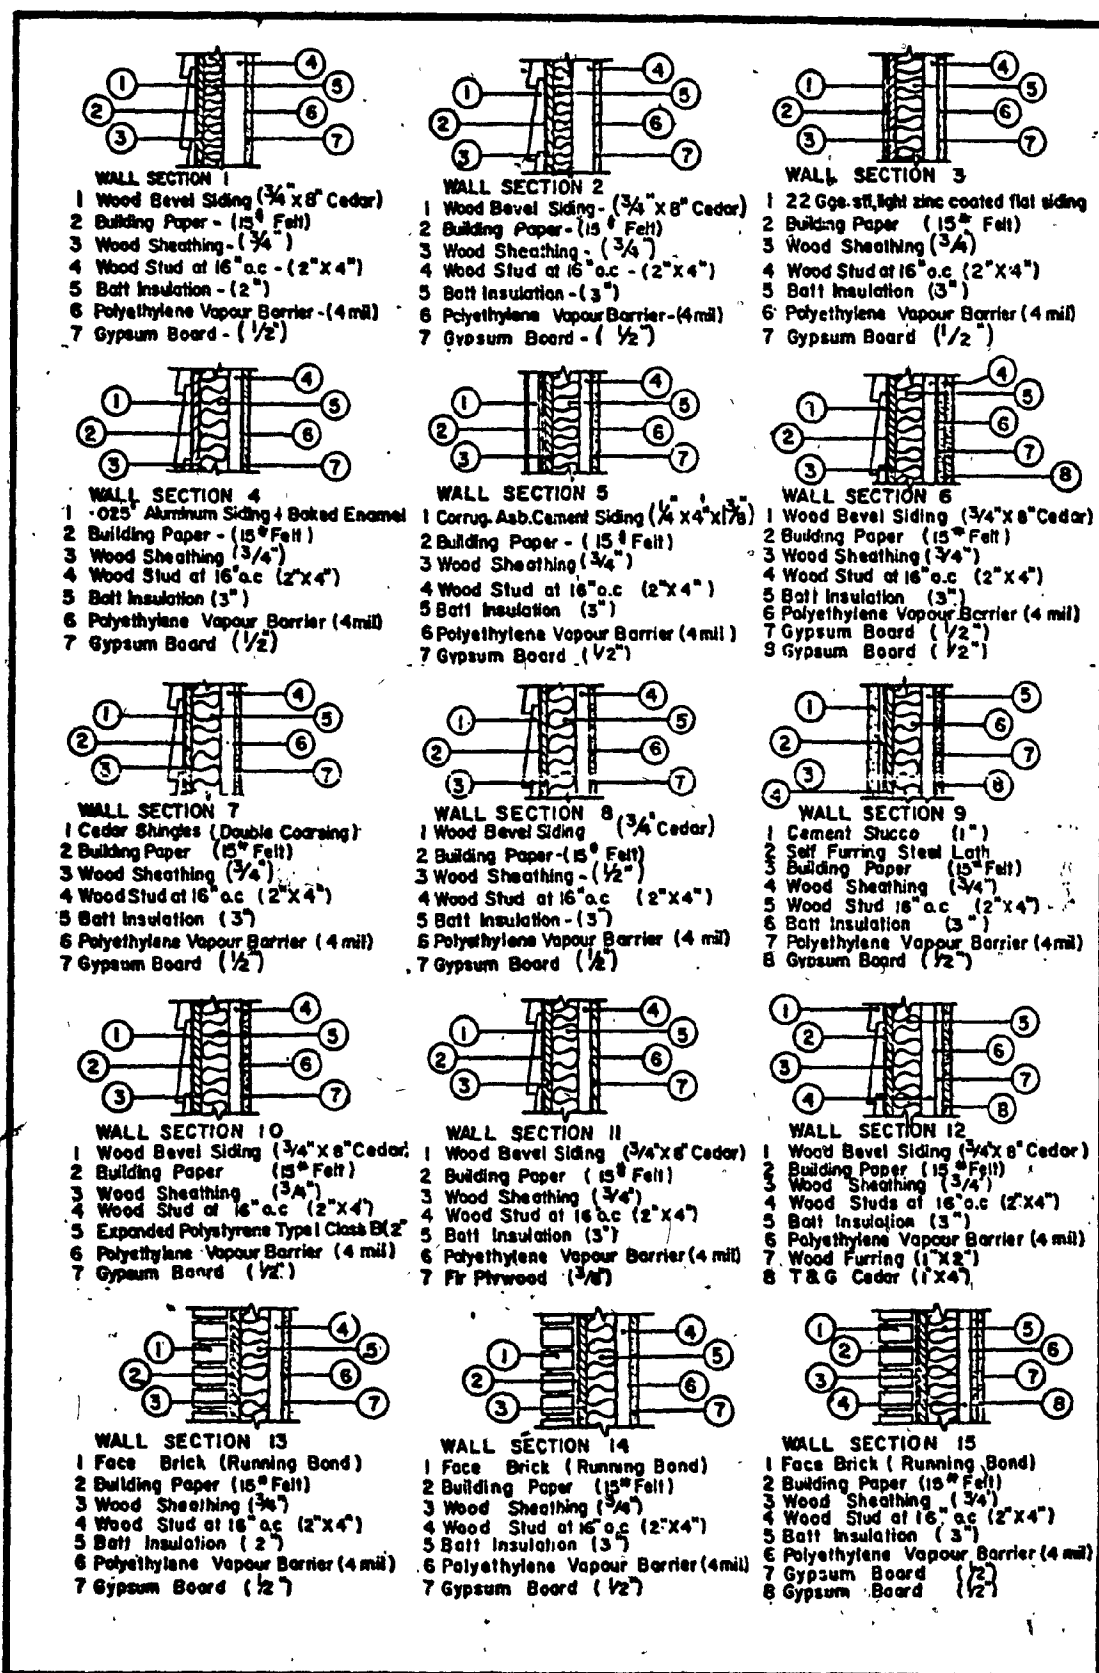 WALL SECTION 1
1 Wood Bevel Siding (3/4" X 8" Cedar)
2 Building Paper - (15# Felt)
3 Wood Sheathing - (3/4")
4 Wood Stud at 16" o.c - (2" X 4")
5 Batt Insulation - (2")
6 Polyethylene Vapour Barrier - (4 mil)
7 Gypsum Board - (1/2")
WALL SECTION 2
1 Wood Bevel Siding - (3/4" X 8" Cedar)
2 Building Paper - (15# Felt)
3 Wood Sheathing - (3/4")
4 Wood Stud at 16" o.c - (2" X 4")
5 Batt Insulation - (3")
6 Polyethylene Vapour Barrier - (4 mil)
7 Gypsum Board - (1/2")
WALL SECTION 3
1 22 Gge. stl, light zinc coated flat siding
2 Building Paper (15# Felt)
3 Wood Sheathing (3/4")
4 Wood Stud at 16" o.c (2" X 4")
5 Batt Insulation (3")
6 Polyethylene Vapour Barrier (4 mil)
7 Gypsum Board (1/2")
WALL SECTION 4
1 .025" Aluminum Siding + Baked Enamel
2 Building Paper - (15# Felt)
3 Wood Sheathing (3/4")
4 Wood Stud at 16" o.c (2" X 4")
5 Batt Insulation (3")
6 Polyethylene Vapour Barrier (4 mil)
7 Gypsum Board (1/2")
WALL SECTION 5
1 Corrug. Asb. Cement Siding
2 Building Paper - (15# Felt)
3 Wood Sheathing (3/4")
4 Wood Stud at 16" o.c (2" X 4")
5 Batt Insulation (3")
6 Polyethylene Vapour Barrier (4 mil)
7 Gypsum Board (1/2")
WALL SECTION 6
1 Wood Bevel Siding (3/4" X 8" Cedar)
2 Building Paper (15# Felt)
3 Wood Sheathing (3/4")
4 Wood Stud at 16" o.c (2" X 4")
5 Batt Insulation (3")
6 Polyethylene Vapour Barrier (4 mil)
7 Gypsum Board (1/2")
8 Gypsum Board (1/2")
WALL SECTION 7
1 Cedar Shingles (Double Coarsing)
2 Building Paper (15# Felt)
3 Wood Sheathing (3/4")
4 Wood Stud at 16" o.c (2" X 4")
5 Batt Insulation (3")
6 Polyethylene Vapour Barrier (4 mil)
7 Gypsum Board (1/2")
WALL SECTION 8
1 Wood Bevel Siding (3/4" Cedar)
2 Building Paper - (15# Felt)
3 Wood Sheathing - (1/2")
4 Wood Stud at 16" o.c (2" X 4")
5 Batt Insulation - (3")
6 Polyethylene Vapour Barrier (4 mil)
7 Gypsum Board (1/2")
WALL SECTION 9
1 Cement Stucco (1")
2 Self Furring Steel Lath
3 Building Paper (15# Felt)
4 Wood Sheathing (3/4")
5 Wood Stud 16" o.c (2" X 4")
6 Batt Insulation (3")
7 Polyethylene Vapour Barrier (4 mil)
8 Gypsum Board (1/2")
WALL SECTION 10
1 Wood Bevel Siding (3/4" X 8" Cedar)
2 Building Paper (15# Felt)
3 Wood Sheathing (3/4")
4 Wood Stud at 16" o.c (2" X 4")
5 Expanded Polystyrene Type 1 Class B(2"
6 Polyethylene Vapour Barrier (4 mil)
7 Gypsum Board (1/2")
WALL SECTION 11
1 Wood Bevel Siding (3/4" X 8" Cedar)
2 Building Paper (15# Felt)
3 Wood Sheathing (3/4")
4 Wood Stud at 16" o.c (2" X 4")
5 Batt Insulation (3")
6 Polyethylene Vapour Barrier (4 mil)
7 Fir Plywood (3/8")
WALL SECTION 12
1 Wood Bevel Siding (3/4" X 8" Cedar)
2 Building Paper (15# Felt)
3 Wood Sheathing (3/4")
4 Wood Studs at 16" o.c (2" X 4")
5 Batt Insulation (3")
6 Polyethylene Vapour Barrier (4 mil)
7 Wood Furring (1" X 2")
8 T & G Cedar (1" X 4")
WALL SECTION 13
1 Face Brick (Running Bond)
2 Building Paper (15# Felt)
3 Wood Sheathing (3/4")
4 Wood Stud at 16" o.c (2" X 4")
5 Batt Insulation (2")
6 Polyethylene Vapour Barrier (4 mil)
7 Gypsum Board (1/2")
WALL SECTION 14
1 Face Brick (Running Bond)
2 Building Paper (15# Felt)
3 Wood Sheathing (3/4")
4 Wood Stud at 16" o.c (2" X 4")
5 Batt Insulation (3")
6 Polyethylene Vapour Barrier (4 mil)
7 Gypsum Board (1/2")
WALL SECTION 15
1 Face Brick (Running Bond)
2 Building Paper (15# Felt)
3 Wood Sheathing (3/4")
4 Wood Stud at 16" o.c (2" X 4")
5 Batt Insulation (3")
6 Polyethylene Vapour Barrier (4 mil)
7 Gypsum Board (1/2")
8 Gypsum Board (1/2")